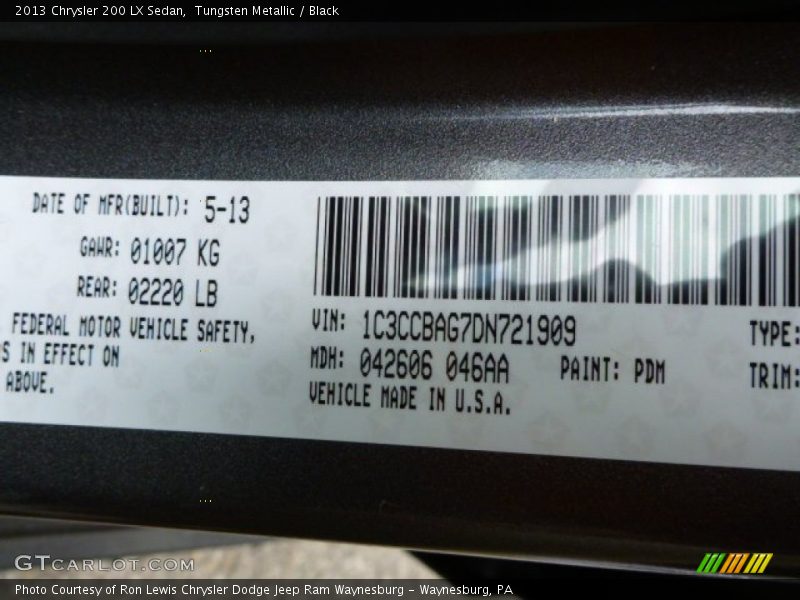 2013 Chrysler 200 LX Sedan, Tungsten Metallic / Black
DATE OF MFR(BUILT): 5-13
GAWR: 01007 KG
REAR: 02220 LB
FEDERAL MOTOR VEHICLE SAFETY,
S IN EFFECT ON
ABOVE.
VIN: 1C3CCBAG7DN721909
TYPE:
MDH: 042606 046AA
PAINT: PDM
TRIM:
VEHICLE MADE IN U.S.A.
GTCARLOT.COM
Photo Courtesy of Ron Lewis Chrysler Dodge Jeep Ram Waynesburg - Waynesburg, PA